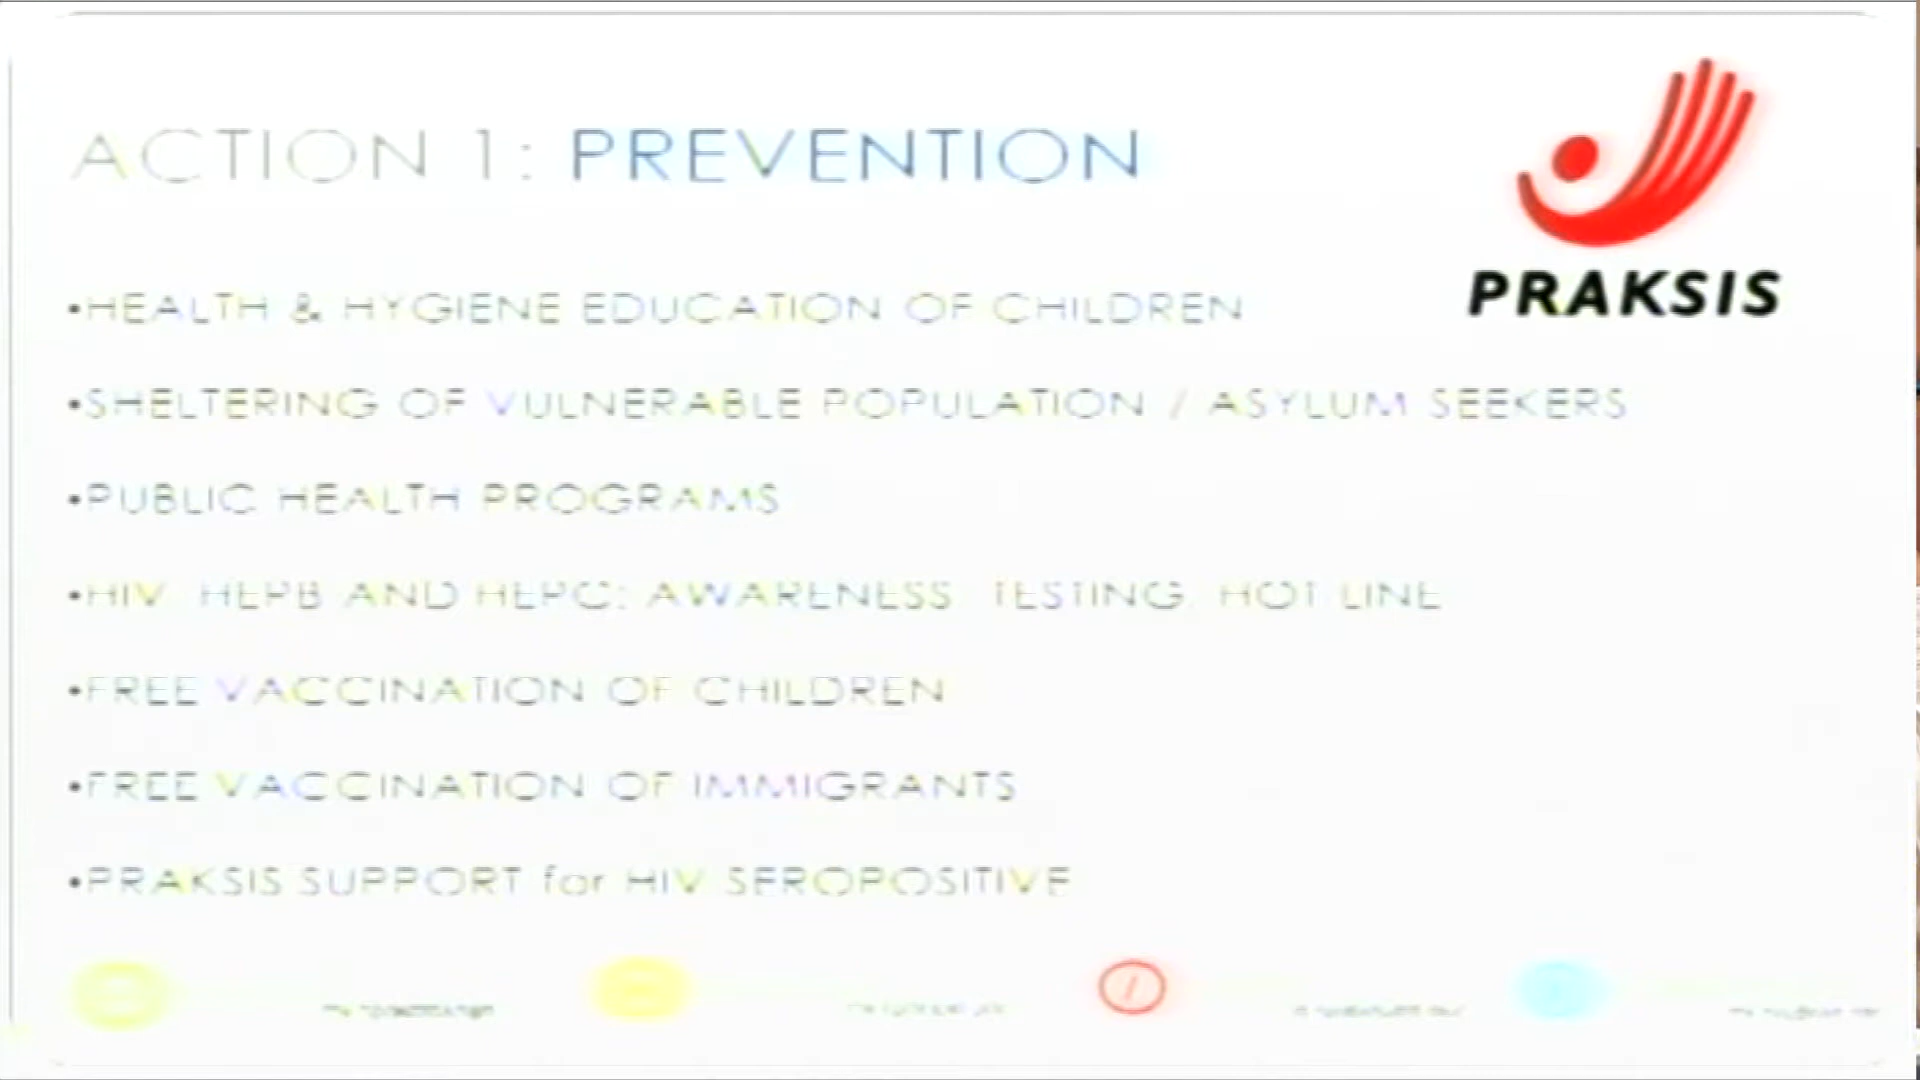 ACTION 1: PREVENTION
PRAKSIS
•HEALTH & HYGIENE EDUCATION OF CHILDREN
•SHELTERING OF VULNERABLE POPULATION / ASYLUM SEEKERS
•PUBLIC HEALTH PROGRAMS
•HIV, HEPB AND HEPC: AWARENESS, TESTING, HOT LINE
•FREE VACCINATION OF CHILDREN
•FREE VACCINATION OF IMMIGRANTS
•PRAKSIS SUPPORT for HIV SEROPOSITIVE